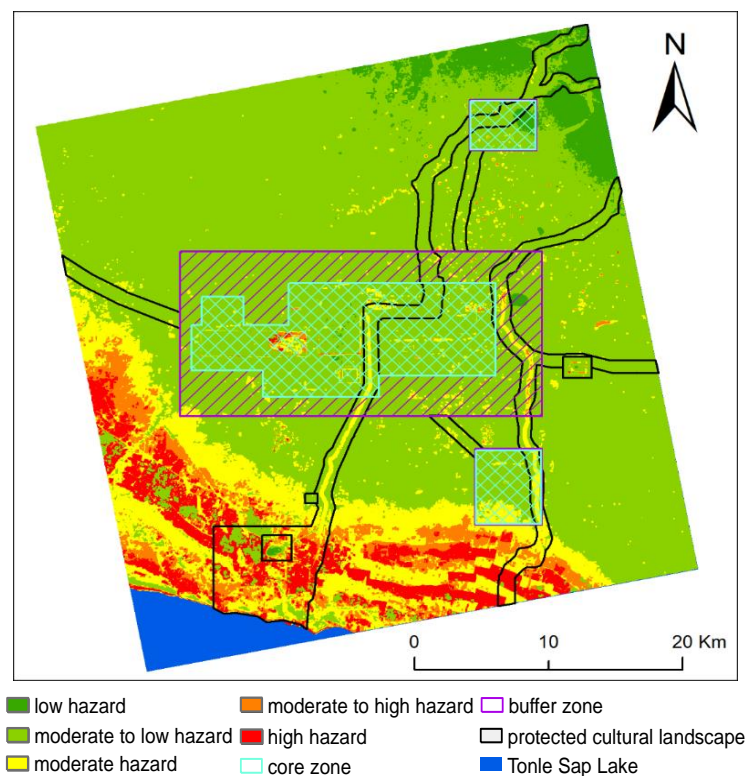 N
0 10 20 Km
low hazard moderate to high hazard buffer zone
moderate to low hazard high hazard protected cultural landscape
moderate hazard core zone Tonle Sap Lake